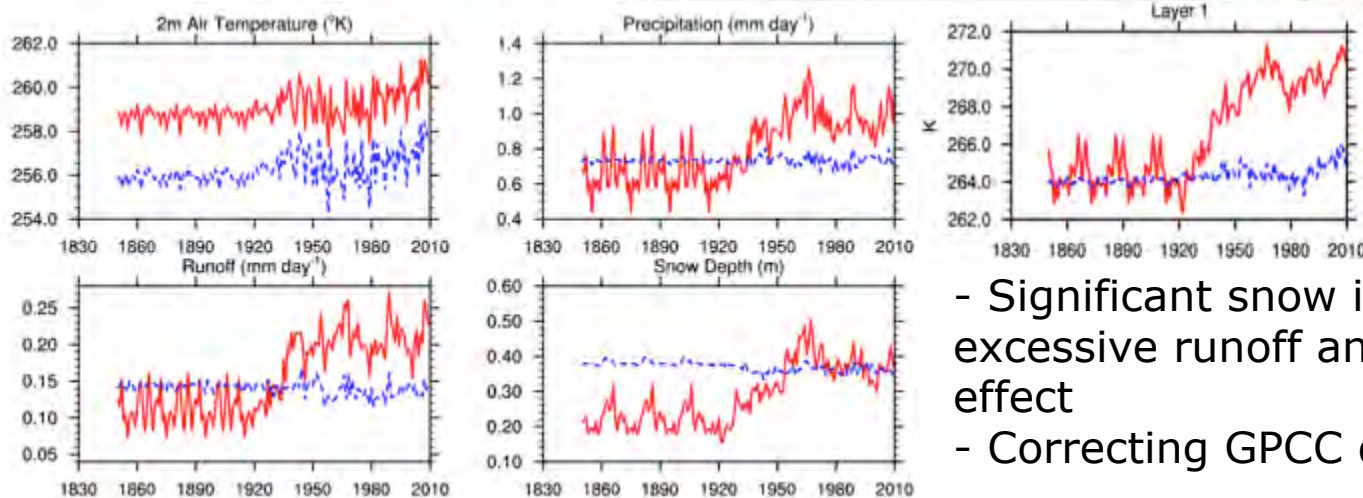 2m Air Temperature (°K)
262.0
260.0
258.0
256.0
254.0
1830 1860 1890 1920 1950 1980 2010
Precipitation (mm day⁻¹)
1.4
1.2
1.0
0.8
0.6
0.4
1830 1860 1890 1920 1950 1980 2010
Layer 1
K
272.0
270.0
268.0
266.0
264.0
262.0
1830 1860 1890 1920 1950 1980 2010
Runoff (mm day⁻¹)
0.25
0.20
0.15
0.10
0.05
1830 1860 1890 1920 1950 1980 2010
Snow Depth (m)
0.60
0.50
0.40
0.30
0.20
0.10
1830 1860 1890 1920 1950 1980 2010
- Significant snow
excessive runoff
effect
- Correcting GPCC